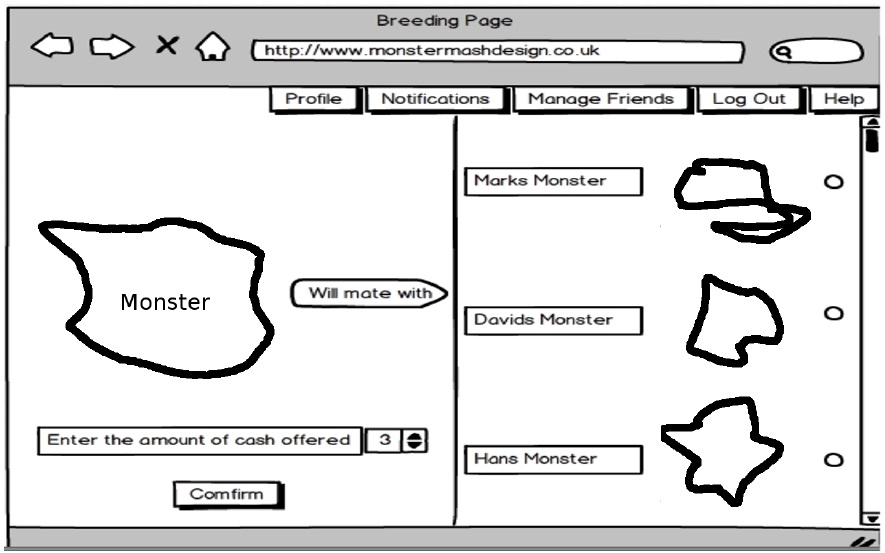 Breeding Page
http://www.monstermashdesign.co.uk
Profile
Notifications
Manage Friends
Log Out
Help
Monster
Will mate with
Enter the amount of cash offered
3
Comfirm
Marks Monster
Davids Monster
Hans Monster